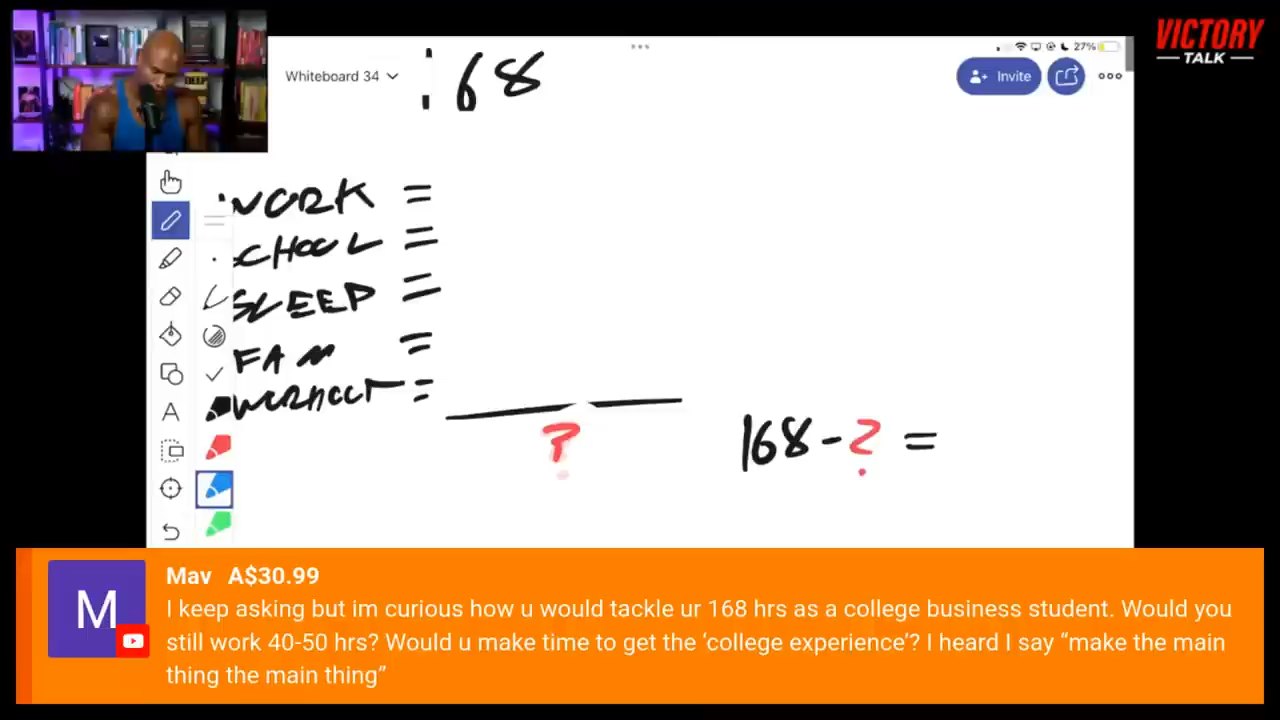 VICTORY
TALK
27%
Whiteboard 34
Invite
168
WORK =
SCHOOL =
SLEEP =
FAM =
WORKOUT =
?
168 - ? =
A
M
Mav A$30.99
I keep asking but im curious how u would tackle ur 168 hrs as a college business student. Would you
still work 40-50 hrs? Would u make time to get the ‘college experience’? I heard I say “make the main
thing the main thing”